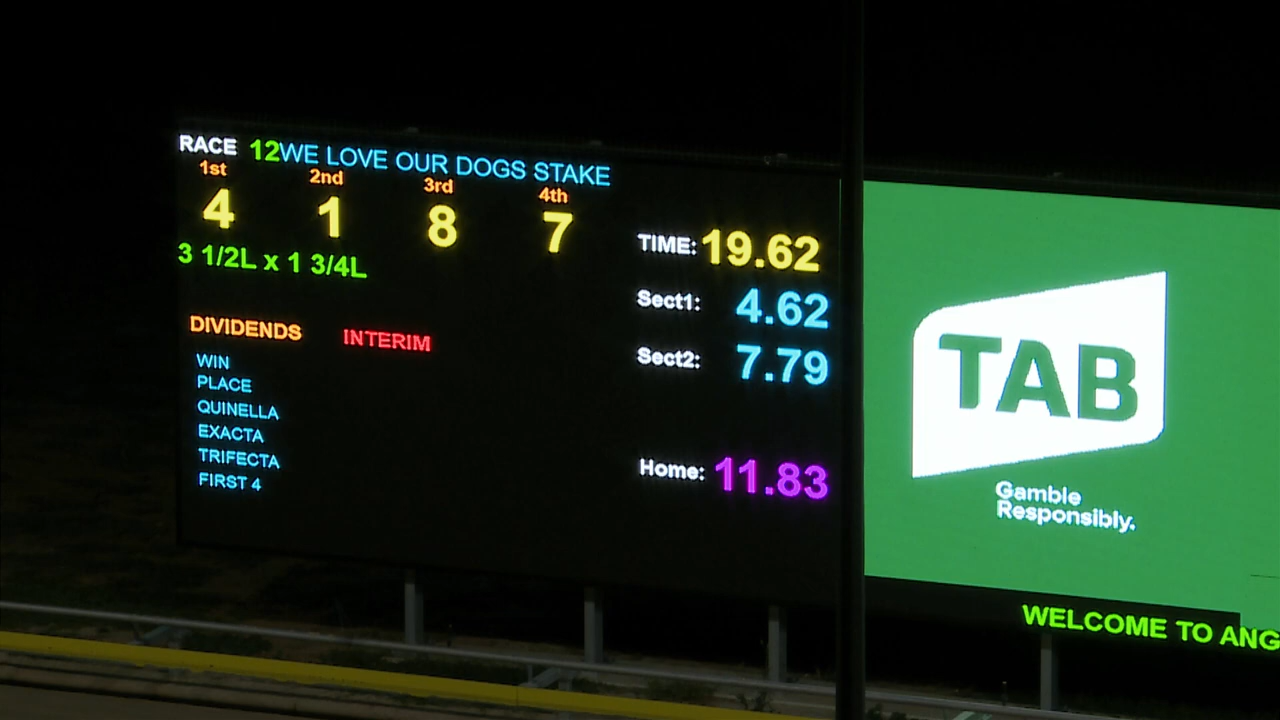 RACE 12WE LOVE OUR DOGS STAKE
1st 2nd 3rd 4th
4 1 8 7
3 1/2L x 1 3/4L
TIME: 19.62
Sect1: 4.62
Sect2: 7.79
Home: 11.83
DIVIDENDS INTERIM
WIN
PLACE
QUINELLA
EXACTA
TRIFECTA
FIRST 4
TAB
Gamble
Responsibly.
WELCOME TO ANG